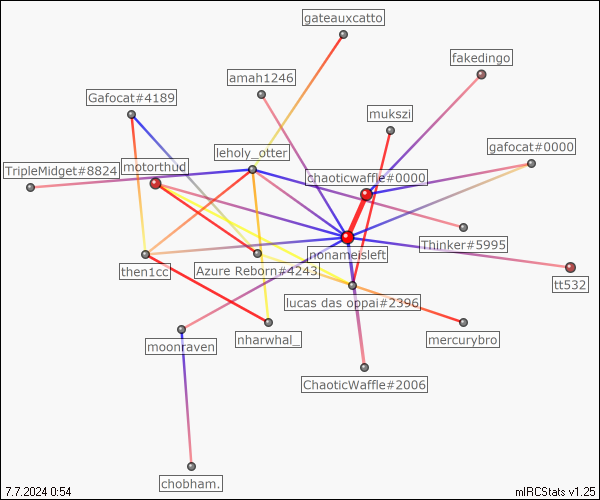 gateauxcatto
fakedingo
amah1246
Gafocat#4189
mukszi
gafocat#0000
leholy_otter
motorthud
TripleMidget#8824
chaoticwaffle#0000
Thinker#5995
nonameisleft
then1cc
Azure Reborn#4243
tt532
lucas das oppai#2396
nharwhal_
mercurybro
moonraven
ChaoticWaffle#2006
chobham.
7.7.2024 0:54
mIRCStats v1.25